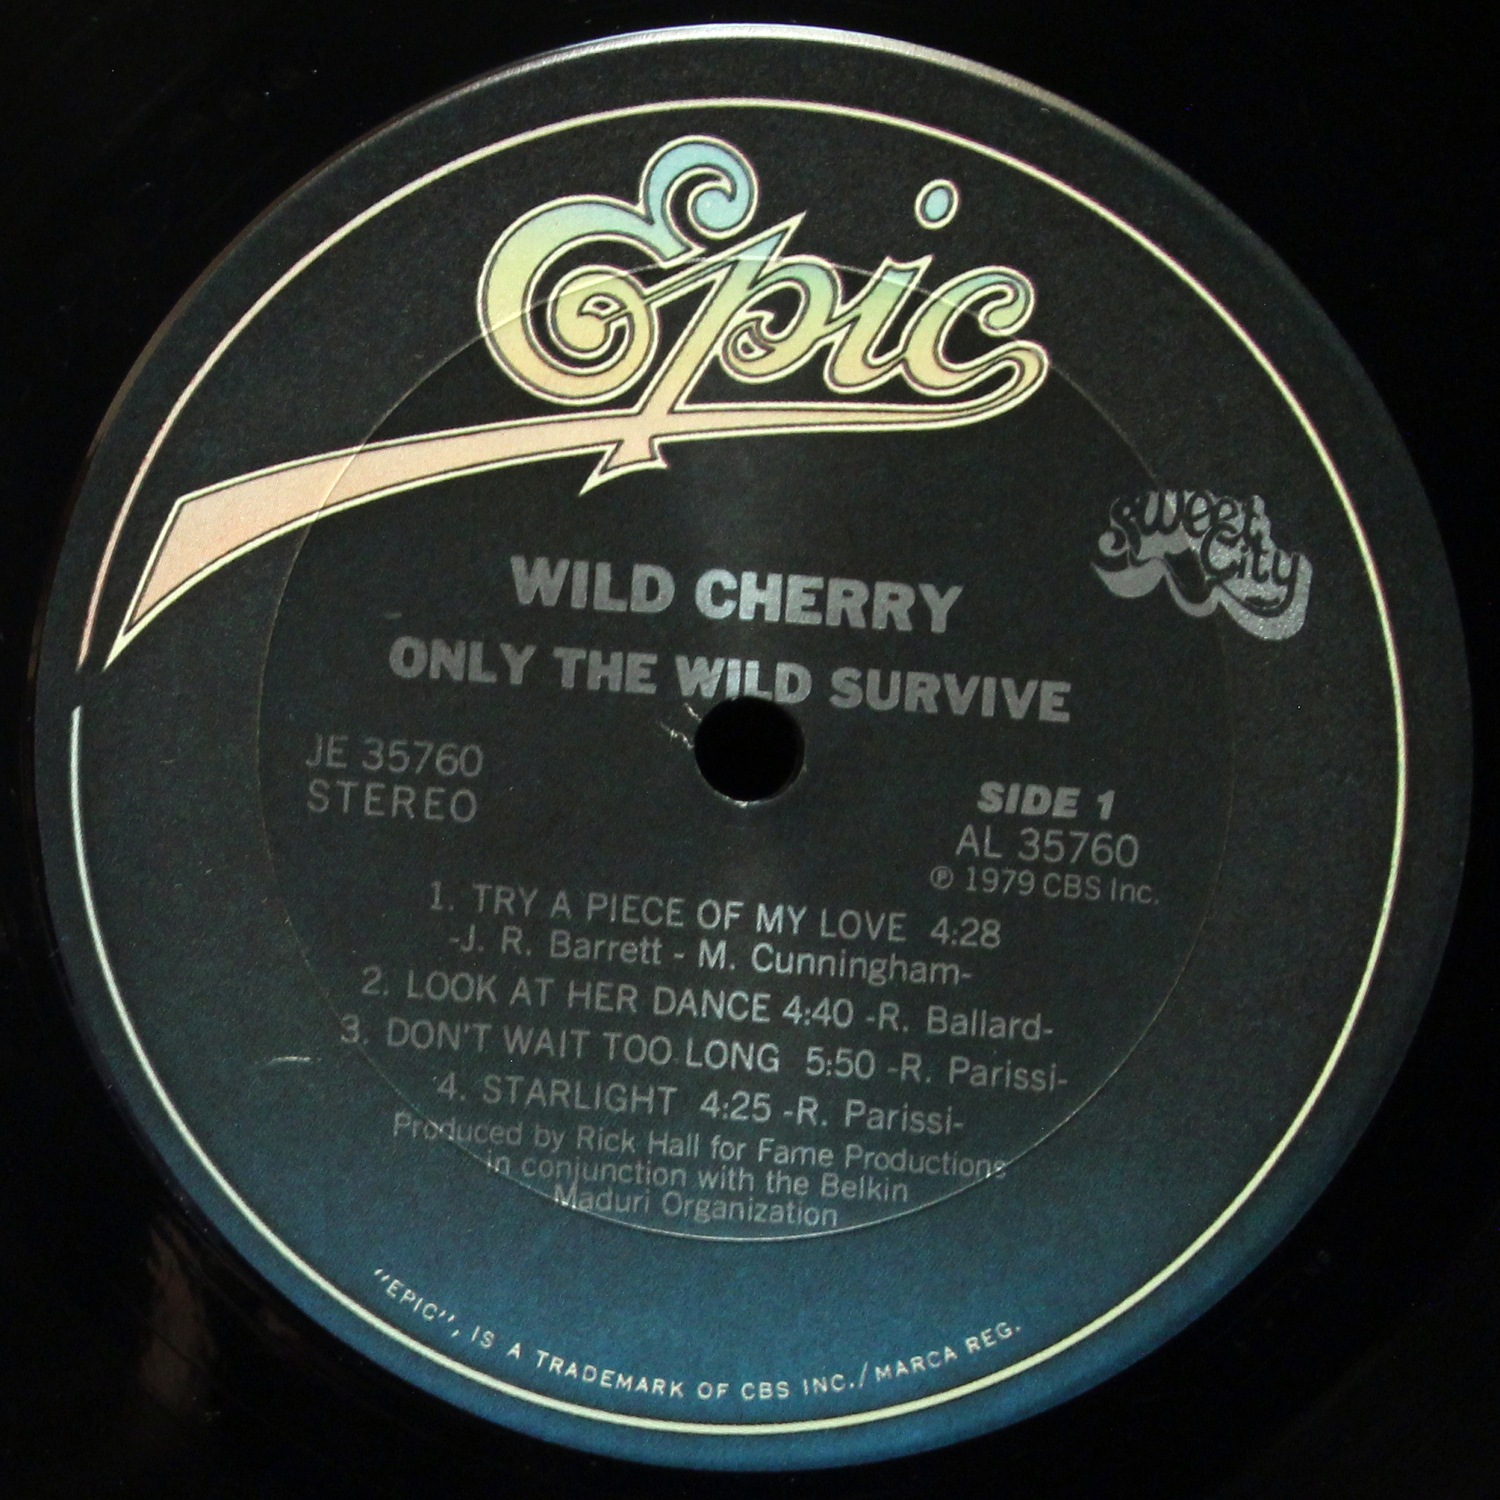 Epic
Sweet
City
WILD CHERRY
ONLY THE WILD SURVIVE
JE 35760
STEREO
SIDE 1
AL 35760
℗ 1979 CBS Inc.
1. TRY A PIECE OF MY LOVE 4:28
-J. R. Barrett - M. Cunningham-
2. LOOK AT HER DANCE 4:40 -R. Ballard-
3. DON'T WAIT TOO LONG 5:50 -R. Parissi-
4. STARLIGHT 4:25 -R. Parissi-
Produced by Rick Hall for Fame Productions
in conjunction with the Belkin
Maduri Organization
"EPIC", IS A TRADEMARK OF CBS INC./MARCA REG.